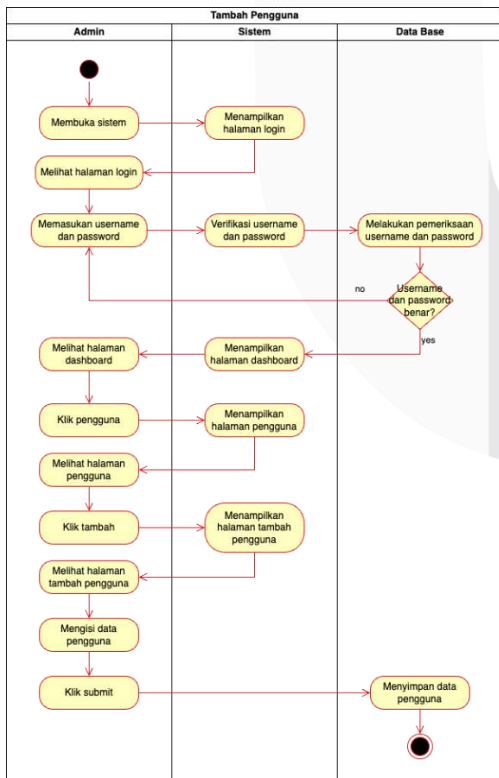 Tambah Pengguna
Admin
Sistem
Data Base
Membuka sistem
Menampilkan
halaman login
Melihat halaman login
Memasukan username
dan password
Verifikasi username
dan password
Melakukan pemeriksaan
username dan password
no
Username
dan password
benar?
yes
Melihat halaman
dashboard
Menampilkan
halaman dashboard
Klik pengguna
Menampilkan
halaman pengguna
Melihat halaman
pengguna
Klik tambah
Menampilkan
halaman tambah
pengguna
Melihat halaman
tambah pengguna
Mengisi data
pengguna
Klik submit
Menyimpan data
pengguna